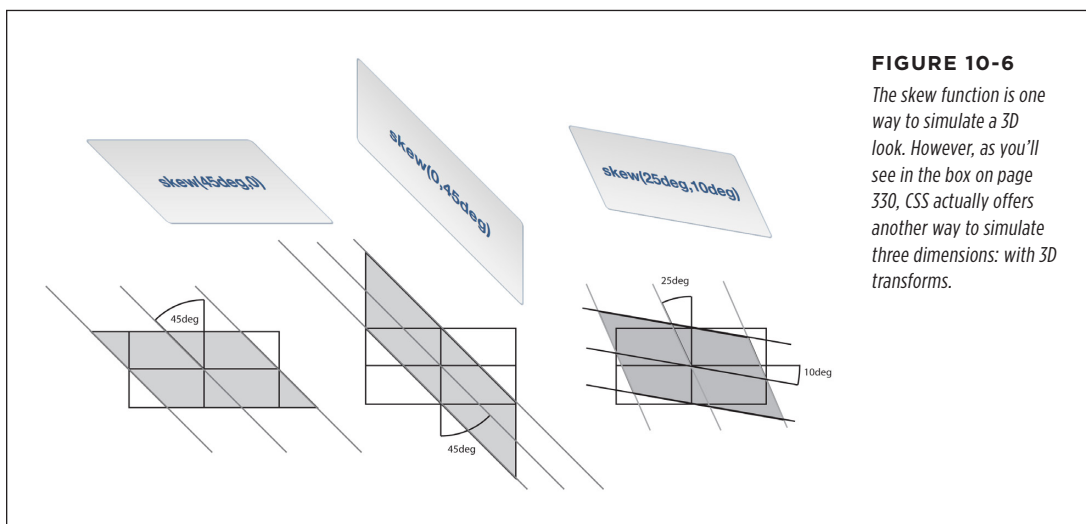 FIGURE 10-6
The skew function is one
way to simulate a 3D
look. However, as you’ll
see in the box on page
330, CSS actually offers
another way to simulate
three dimensions: with 3D
transforms.
skew(45deg,0)
skew(0,45deg)
skew(25deg,10deg)
45deg
45deg
25deg
10deg